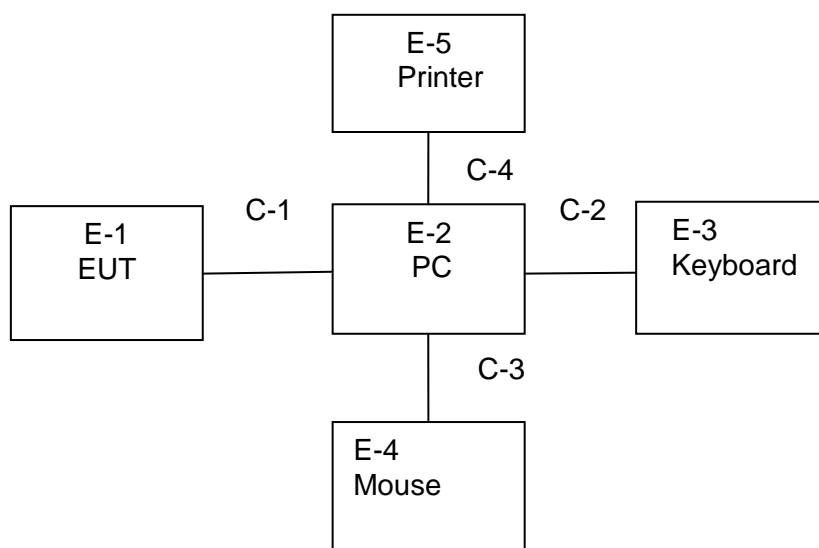 E-5
Printer
C-4
C-1
C-2
E-1
EUT
E-2
PC
E-3
Keyboard
C-3
E-4
Mouse